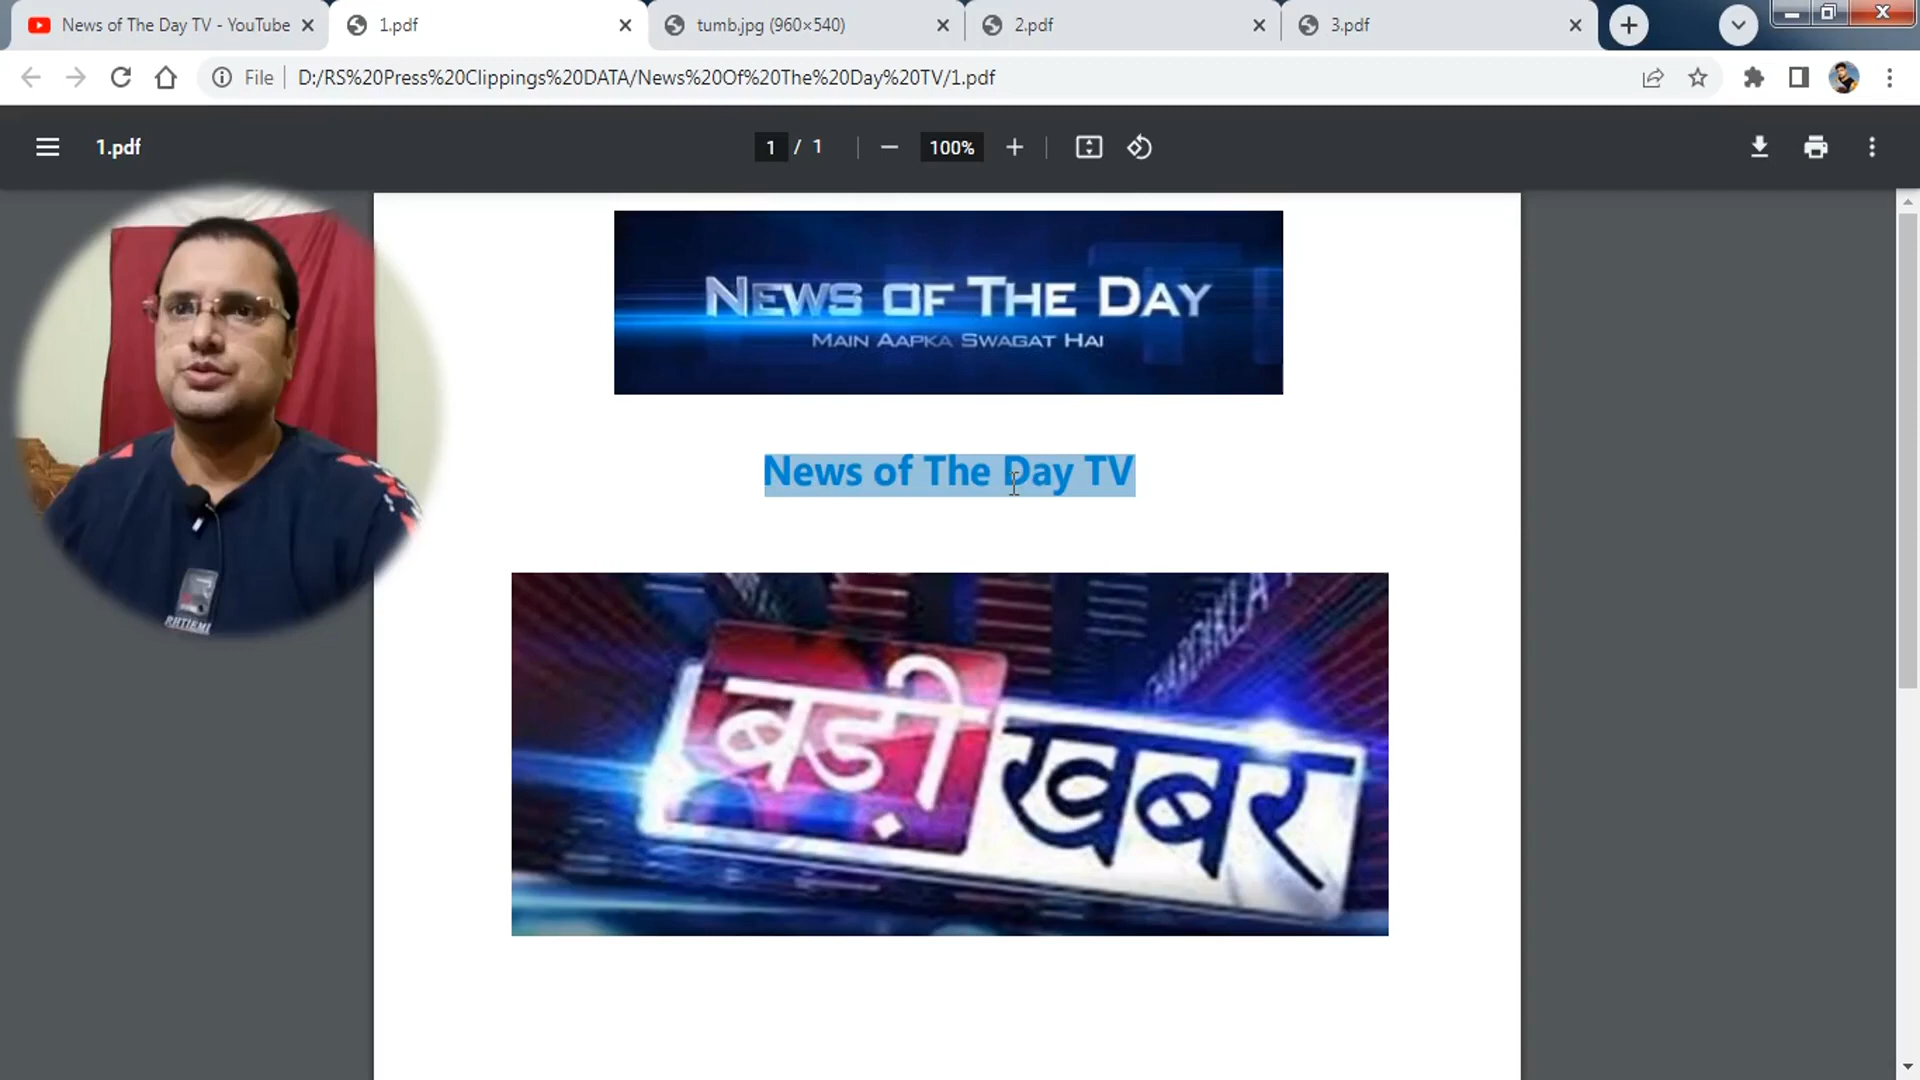 News of The Day TV - YouTube
1.pdf
tumb.jpg (960×540)
2.pdf
3.pdf
File
D:/RS%20Press%20Clippings%20DATA/News%20Of%20The%20Day%20TV/1.pdf
1.pdf
1 / 1
100%
NEWS OF THE DAY
MAIN AAPKA SWAGAT HAI
News of The Day TV
CHARDIKLA
बड़ी खबर